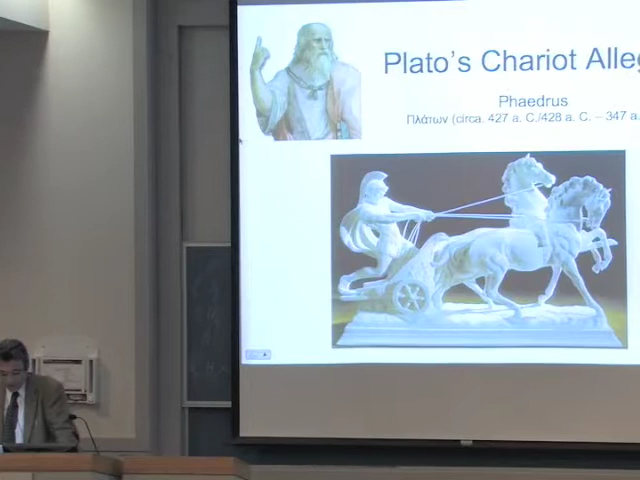 Plato's Chariot Alleg
Phaedrus
Πλάτων (circa. 427 a. C./428 a. C. – 347 a.